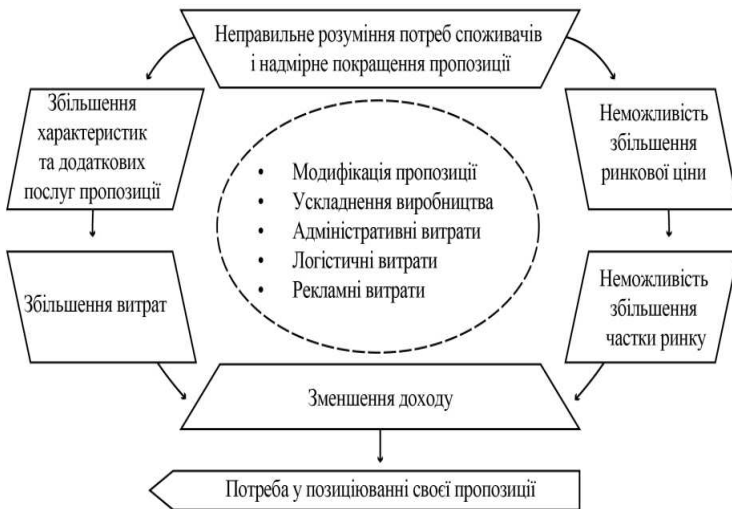 Неправильне розуміння потреб споживачів
і надмірне покращення пропозиції
Збільшення
характеристик
та додаткових
послуг пропозиції
Неможливість
збільшення
ринкової ціни
• Модифікація пропозиції
• Ускладнення виробництва
• Адміністративні витрати
• Логістичні витрати
• Рекламні витрати
Збільшення витрат
Неможливість
збільшення
частки ринку
Зменшення доходу
Потреба у позиціюванні своєї пропозиції